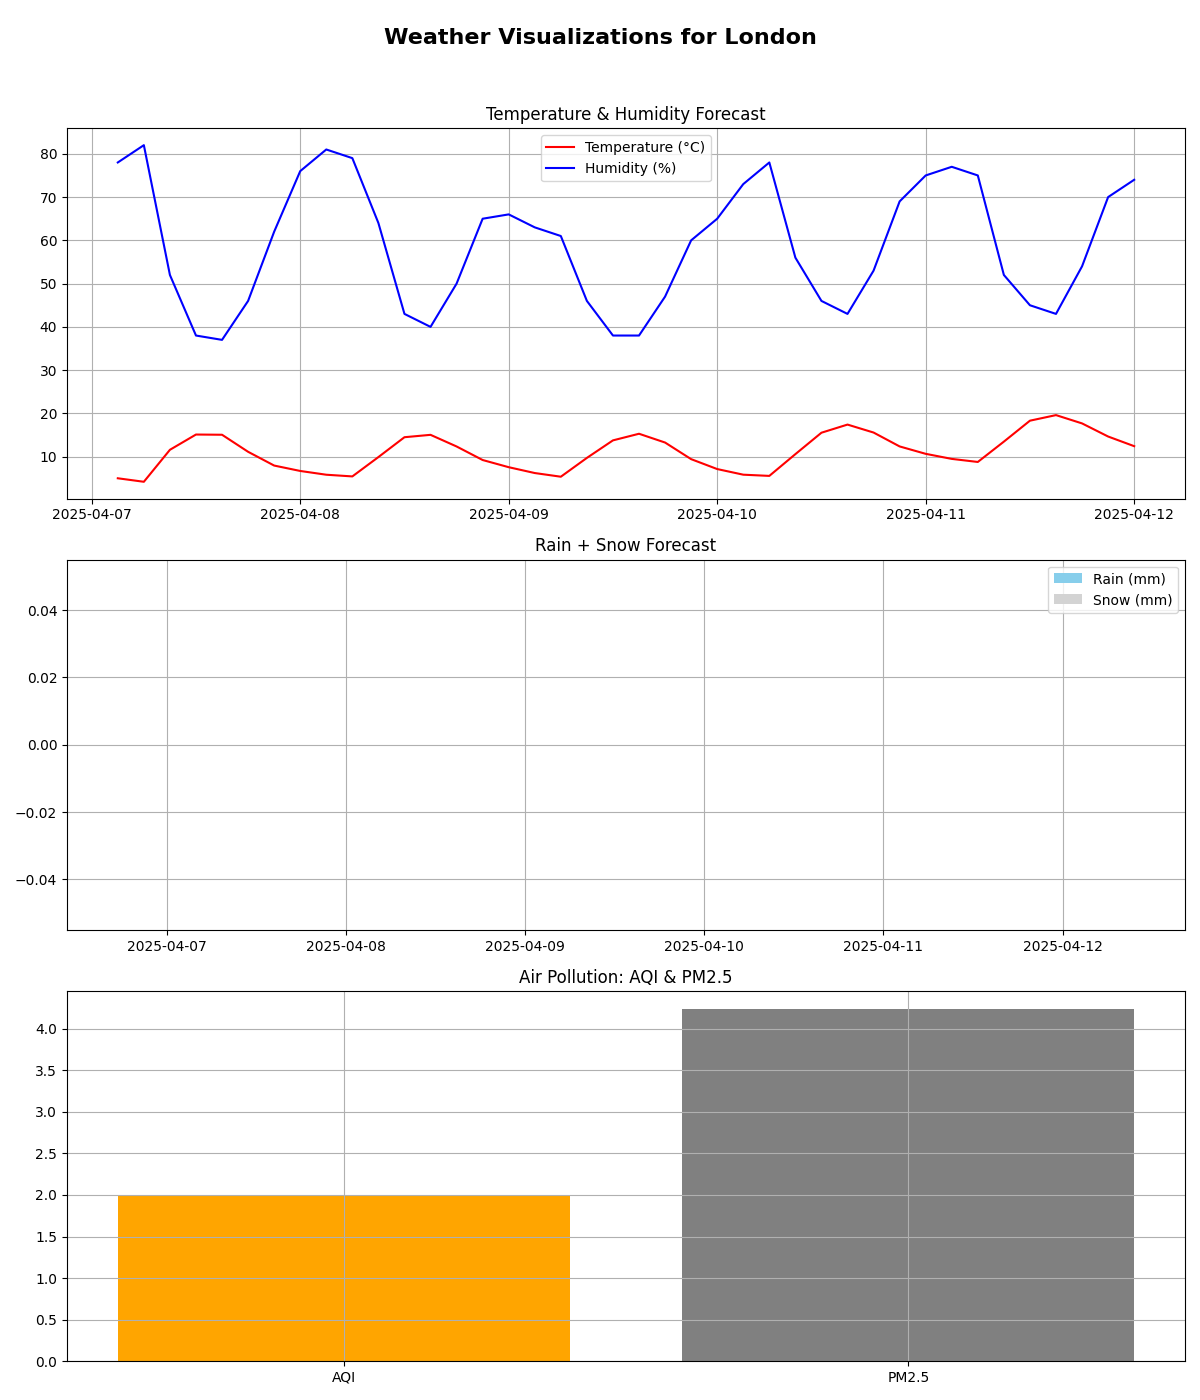 Weather Visualizations for London
Temperature & Humidity Forecast
Temperature (°C)
Humidity (%)
80
70
60
50
40
30
20
10
2025-04-07 2025-04-08 2025-04-09 2025-04-10 2025-04-11 2025-04-12
Rain + Snow Forecast
Rain (mm)
Snow (mm)
0.04
0.02
0.00
−0.02
−0.04
2025-04-07 2025-04-08 2025-04-09 2025-04-10 2025-04-11 2025-04-12
Air Pollution: AQI & PM2.5
4.0
3.5
3.0
2.5
2.0
1.5
1.0
0.5
0.0
AQI PM2.5